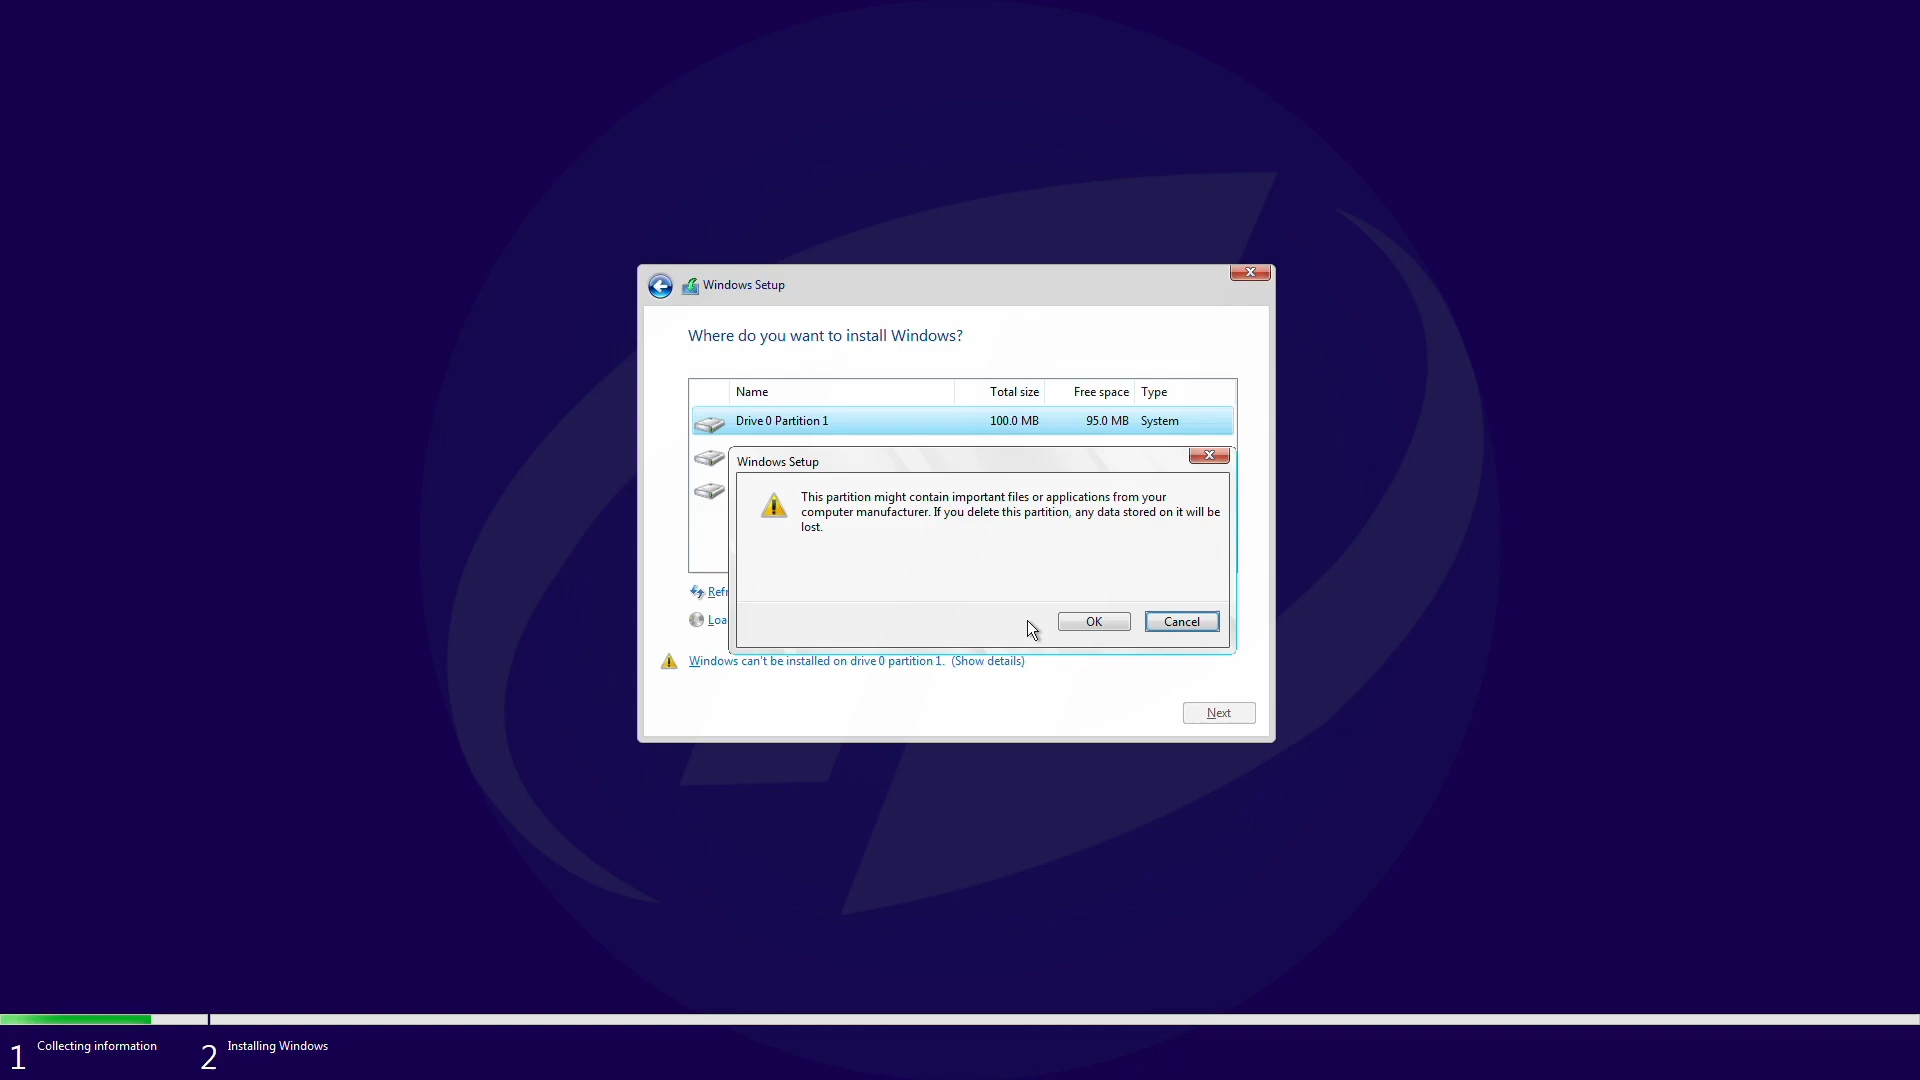 Windows Setup
Where do you want to install Windows?
Name Total size Free space Type
Drive 0 Partition 1 100.0 MB 95.0 MB System
Windows Setup
This partition might contain important files or applications from your
computer manufacturer. If you delete this partition, any data stored on it will be
lost.
OK Cancel
Refr
Loa
Windows can't be installed on drive 0 partition 1. (Show details)
Next
1 Collecting information 2 Installing Windows